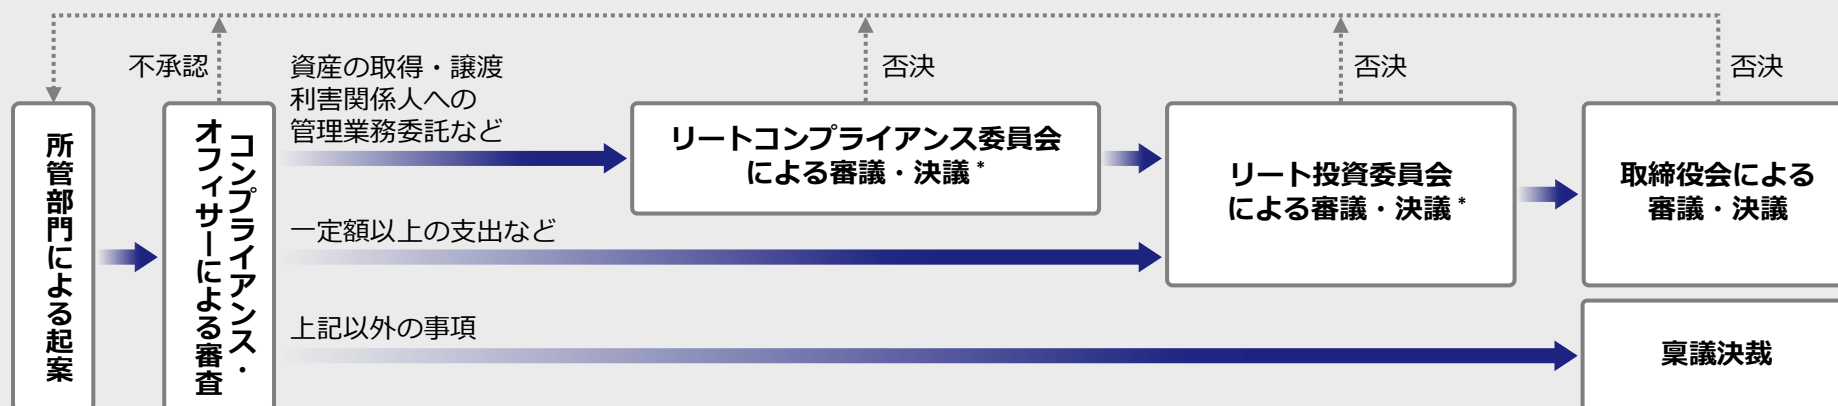 所管部門による起案
不承認
コンプライアンス・
オフィサーによる審査
資産の取得・譲渡
利害関係人への
管理業務委託など
否決
リートコンプライアンス委員会
による審議・決議*
否決
リート投資委員会
による審議・決議*
否決
取締役会による
審議・決議
一定額以上の支出など
上記以外の事項
稟議決裁